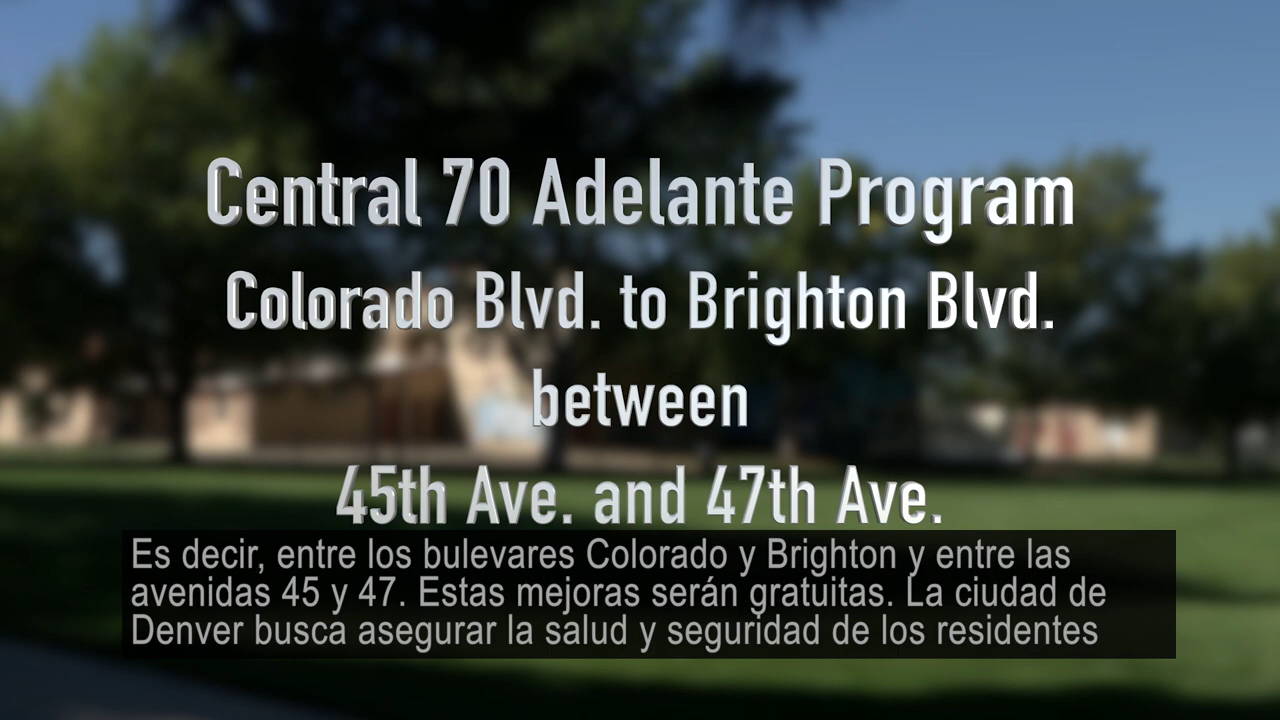 Central 70 Adelante Program
Colorado Blvd. to Brighton Blvd.
between
45th Ave. and 47th Ave.
Es decir, entre los bulevares Colorado y Brighton y entre las
avenidas 45 y 47. Estas mejoras serán gratuitas. La ciudad de
Denver busca asegurar la salud y seguridad de los residentes